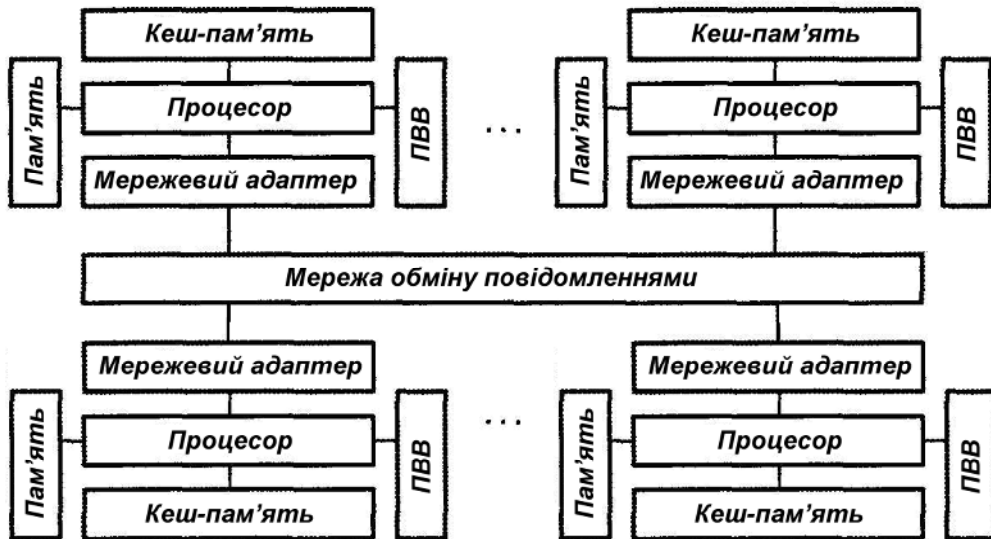 Кеш-пам’ять
Пам’ять
Процесор
ПВВ
Мережевий адаптер
. . .
Кеш-пам’ять
Пам’ять
Процесор
ПВВ
Мережевий адаптер
Мережа обміну повідомленнями
Мережевий адаптер
Пам’ять
Процесор
ПВВ
Кеш-пам’ять
. . .
Мережевий адаптер
Пам’ять
Процесор
ПВВ
Кеш-пам’ять